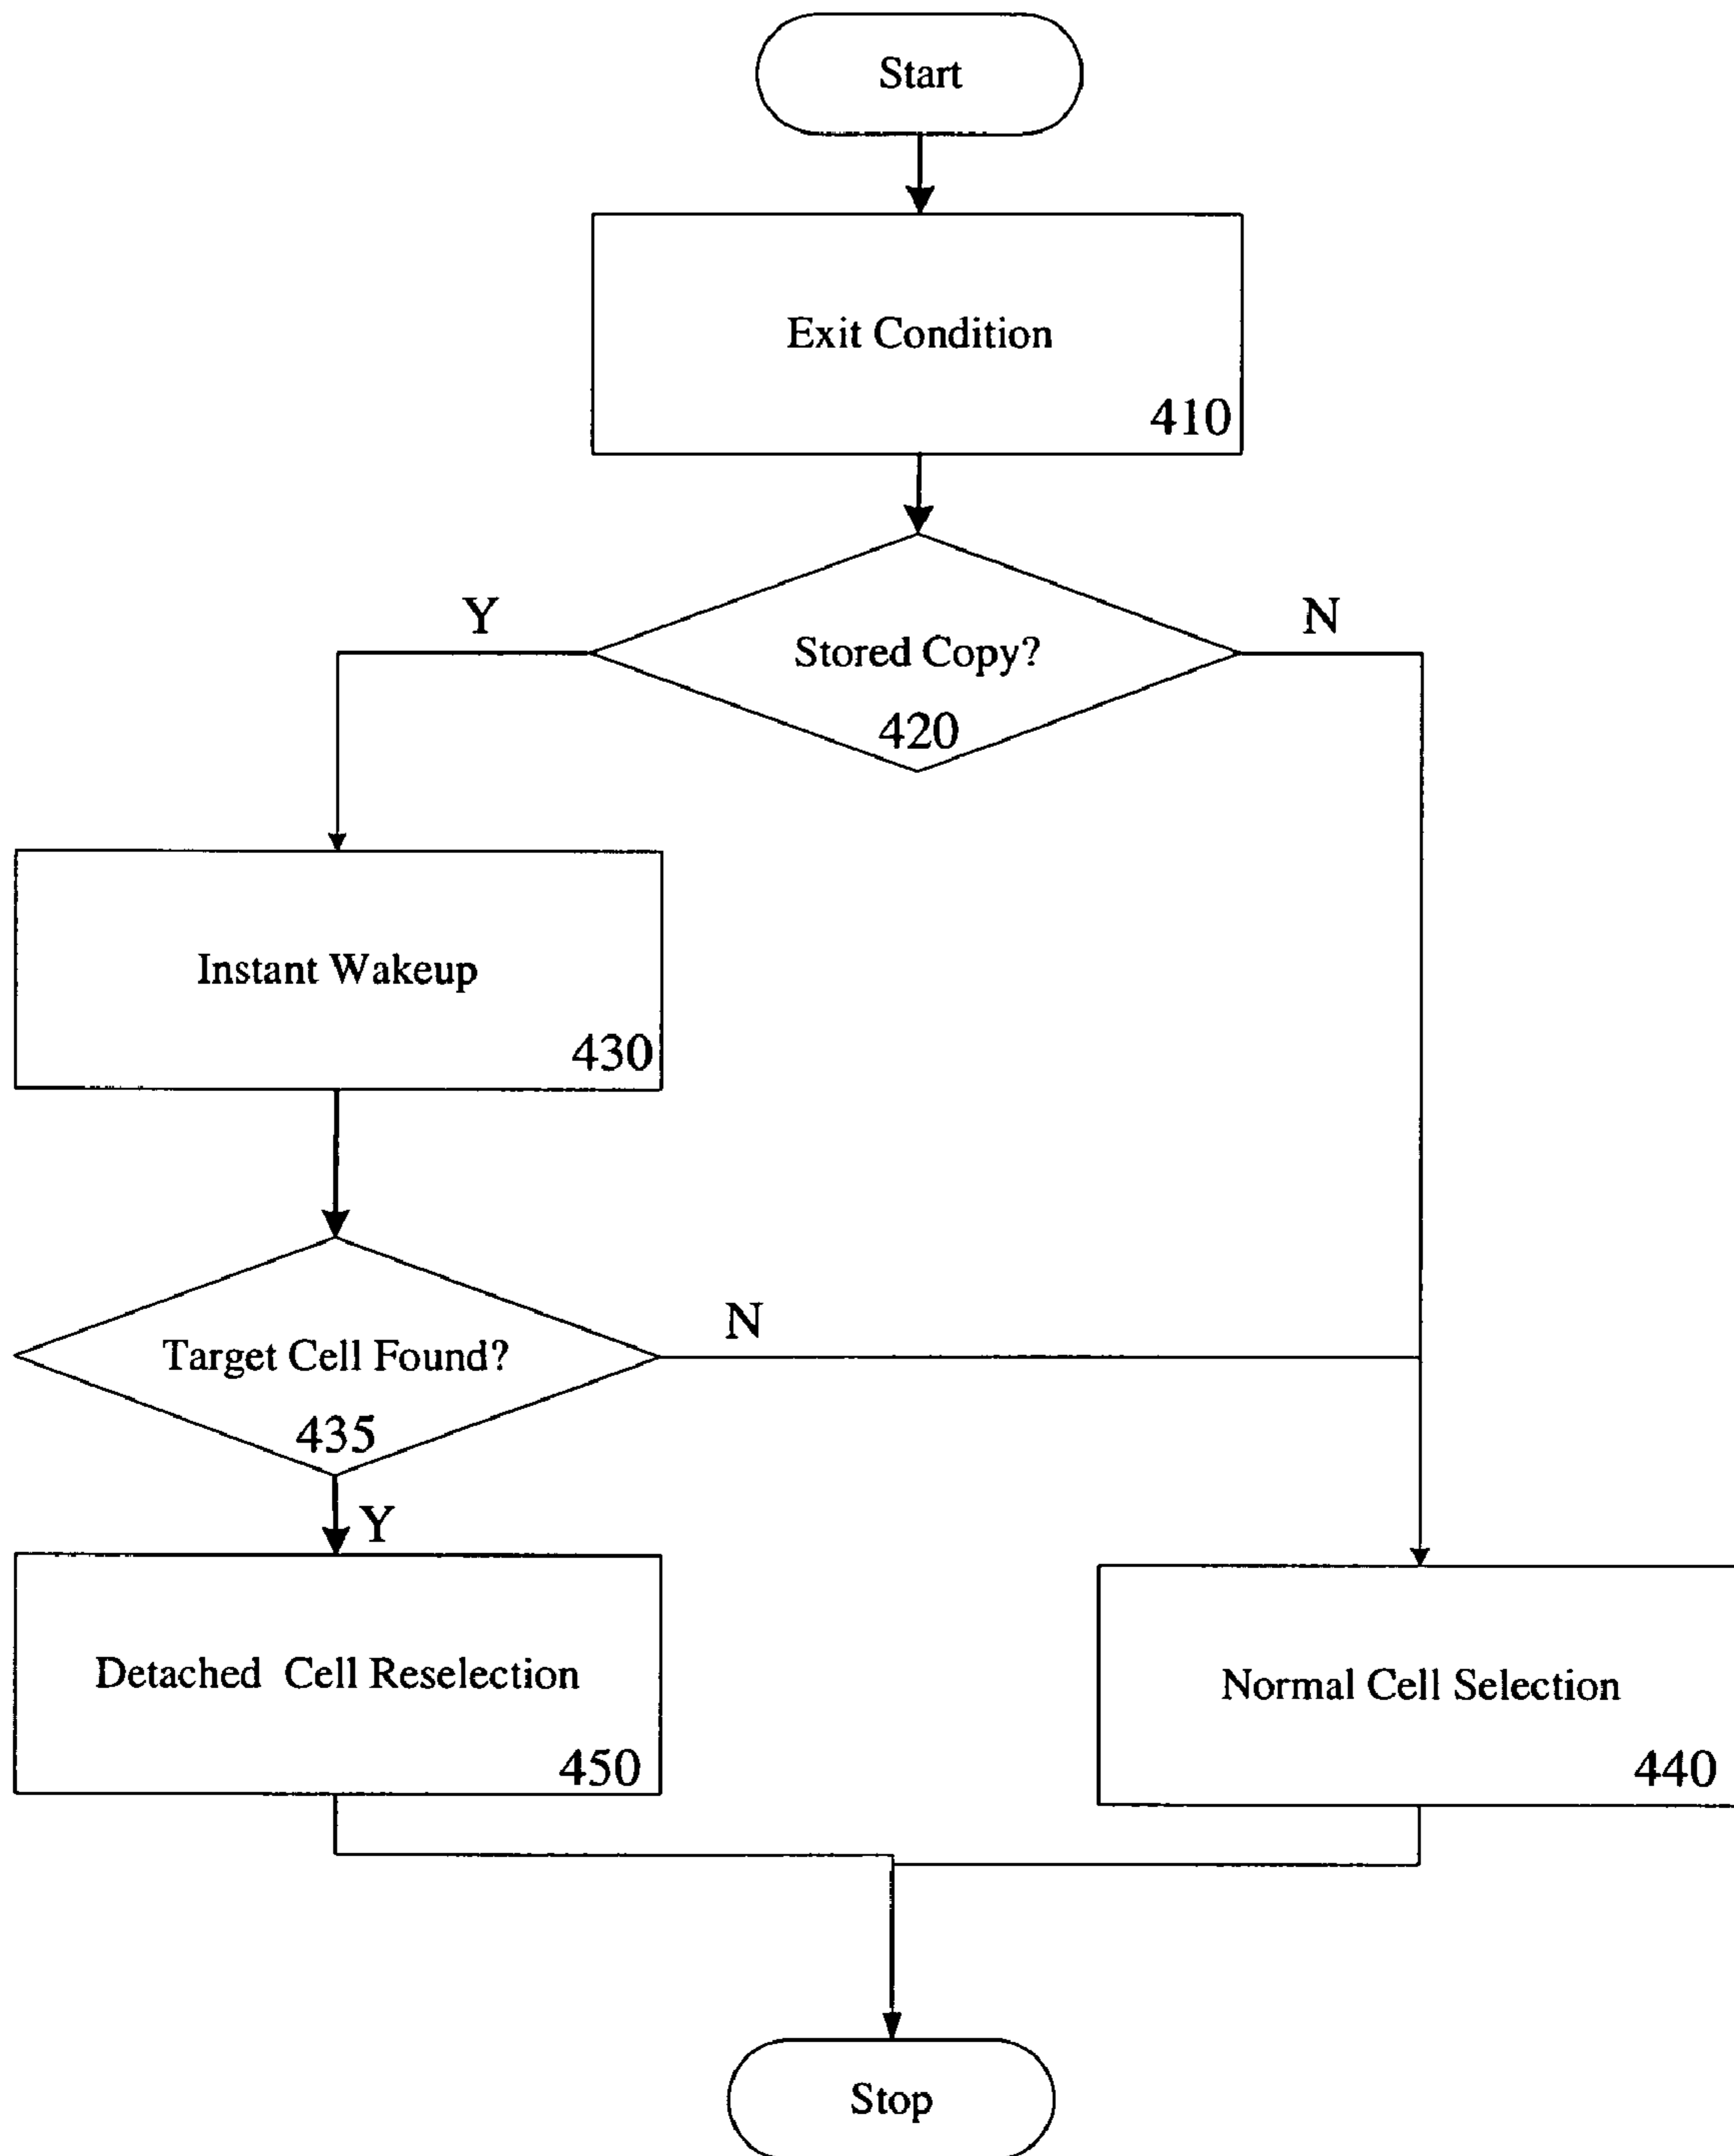 Start
Exit Condition
410
Y
N
Stored Copy?
420
Instant Wakeup
430
N
Target Cell Found?
435
Y
Detached Cell Reselection
450
Normal Cell Selection
440
Stop